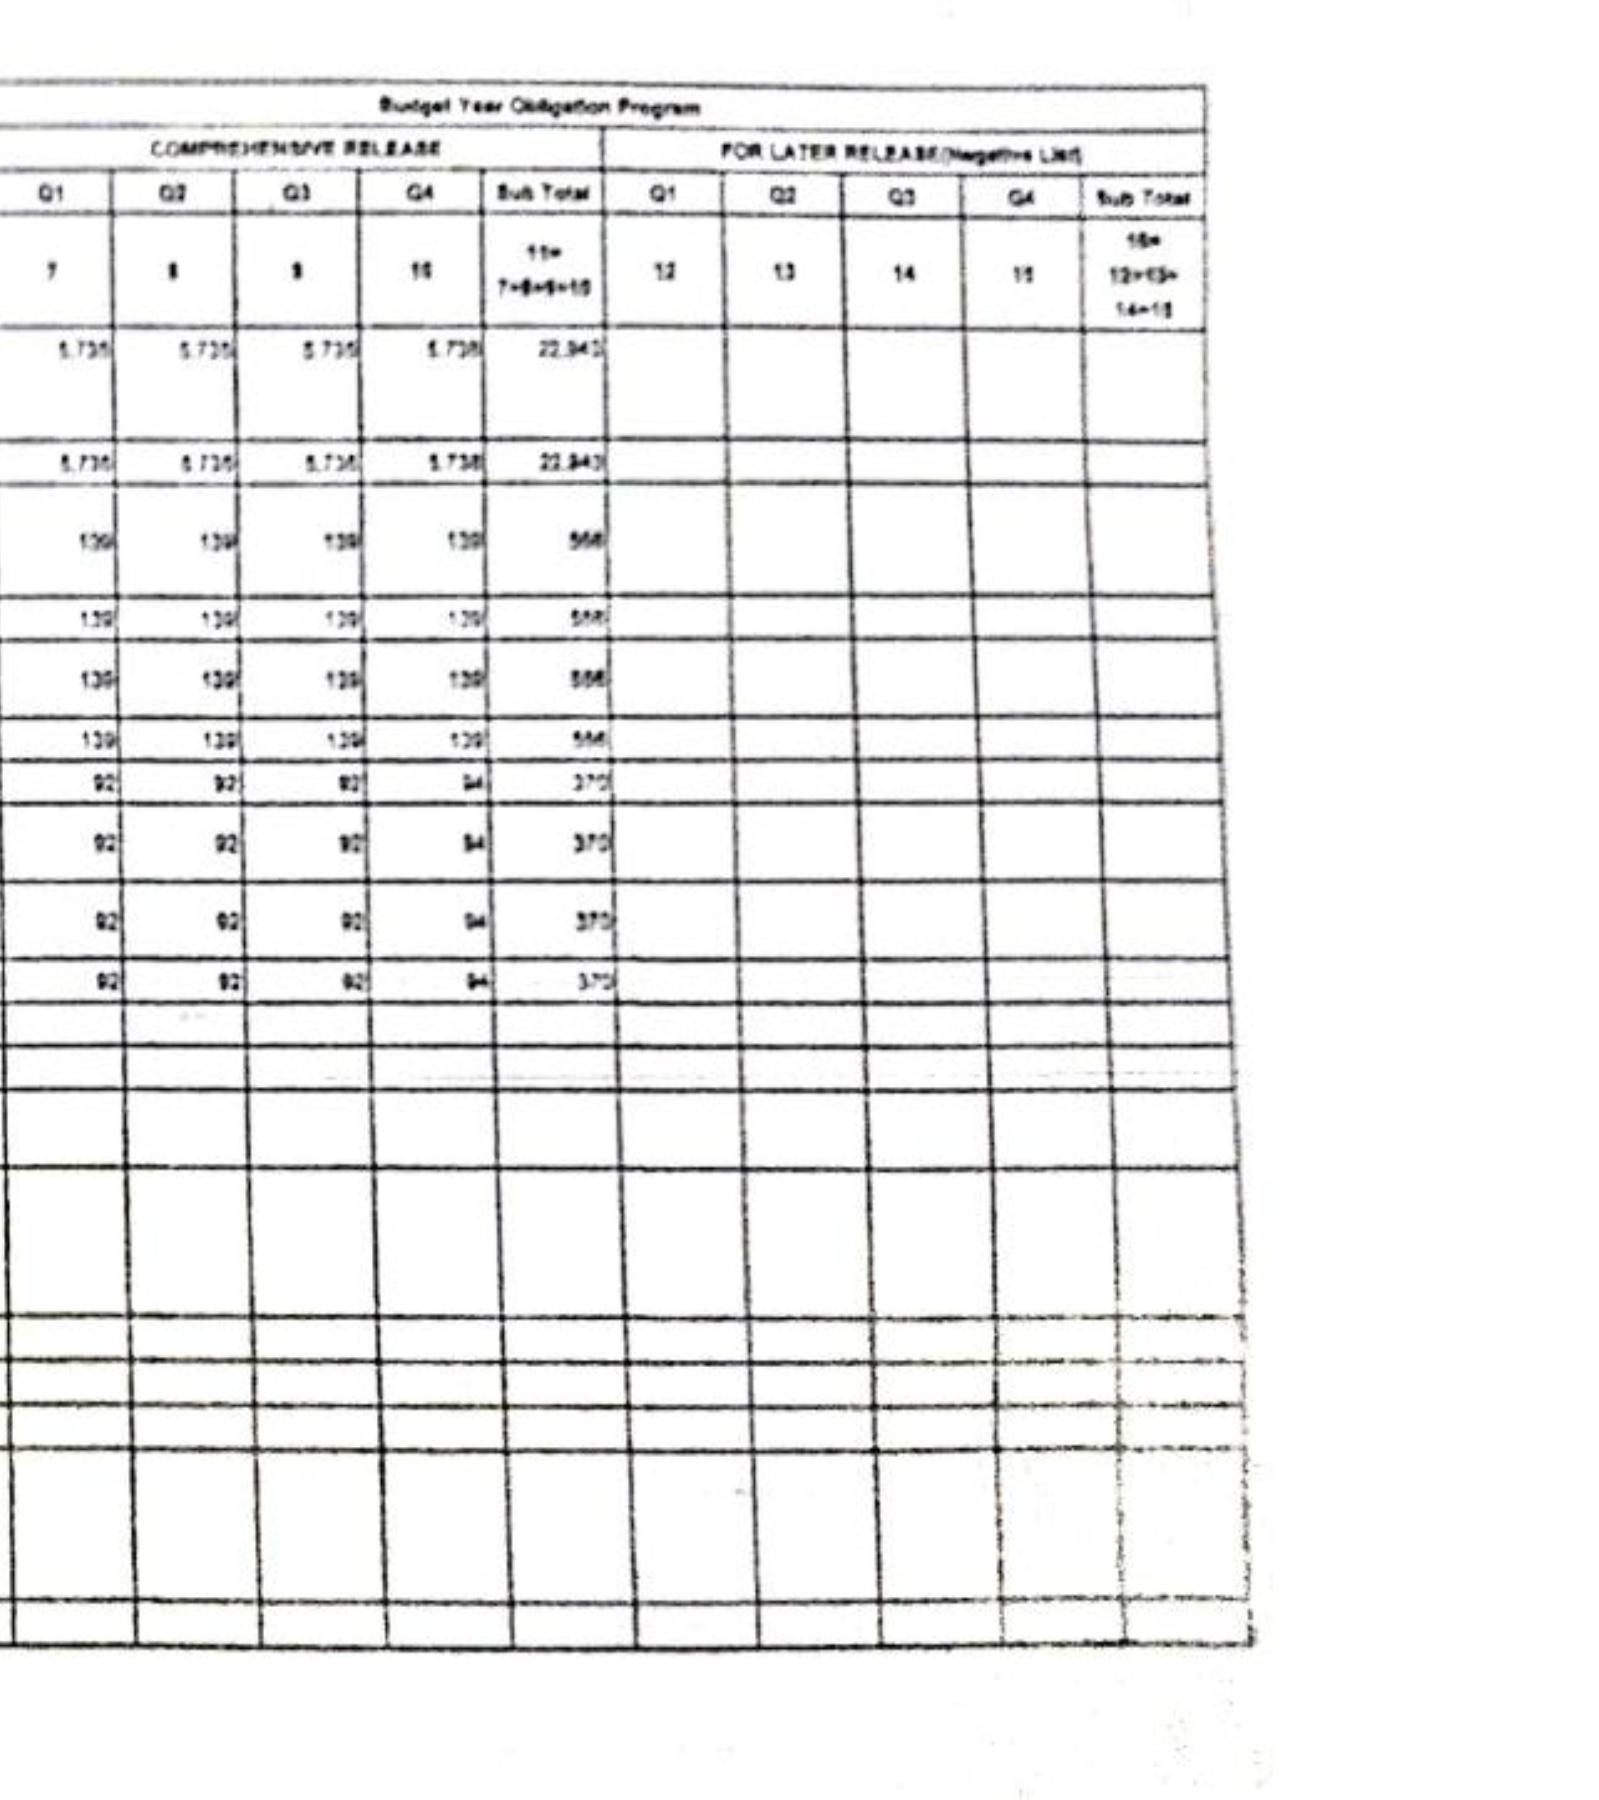 Budget Year Obligation Program
COMPREHENSIVE RELEASE FOR LATER RELEASE(Negative List)
Q1 Q2 Q3 Q4 Sub Total Q1 Q2 Q3 Q4 Sub Total
7 8 9 10 11= 7+8+9+10 12 13 14 15 16= 12+13+ 14+15
5,735 5,735 5,735 5,738 22,943
5,735 5,735 5,735 5,738 22,943
139 139 139 139 556
139 139 139 139 556
139 139 139 139 556
139 139 139 139 556
92 92 92 94 370
92 92 92 94 370
92 92 92 94 370
92 92 92 94 370